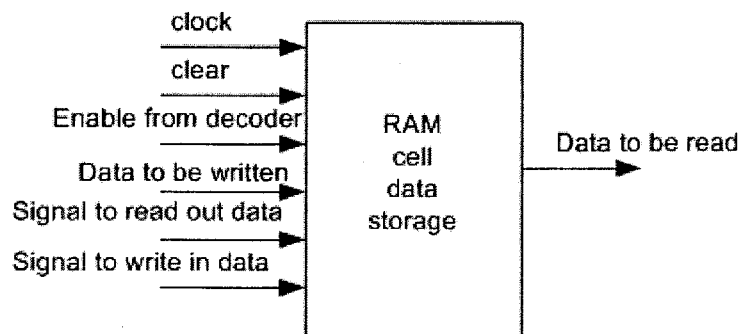 clock
clear
Enable from decoder
Data to be written
Signal to read out data
Signal to write in data
RAM
cell
data
storage
Data to be read